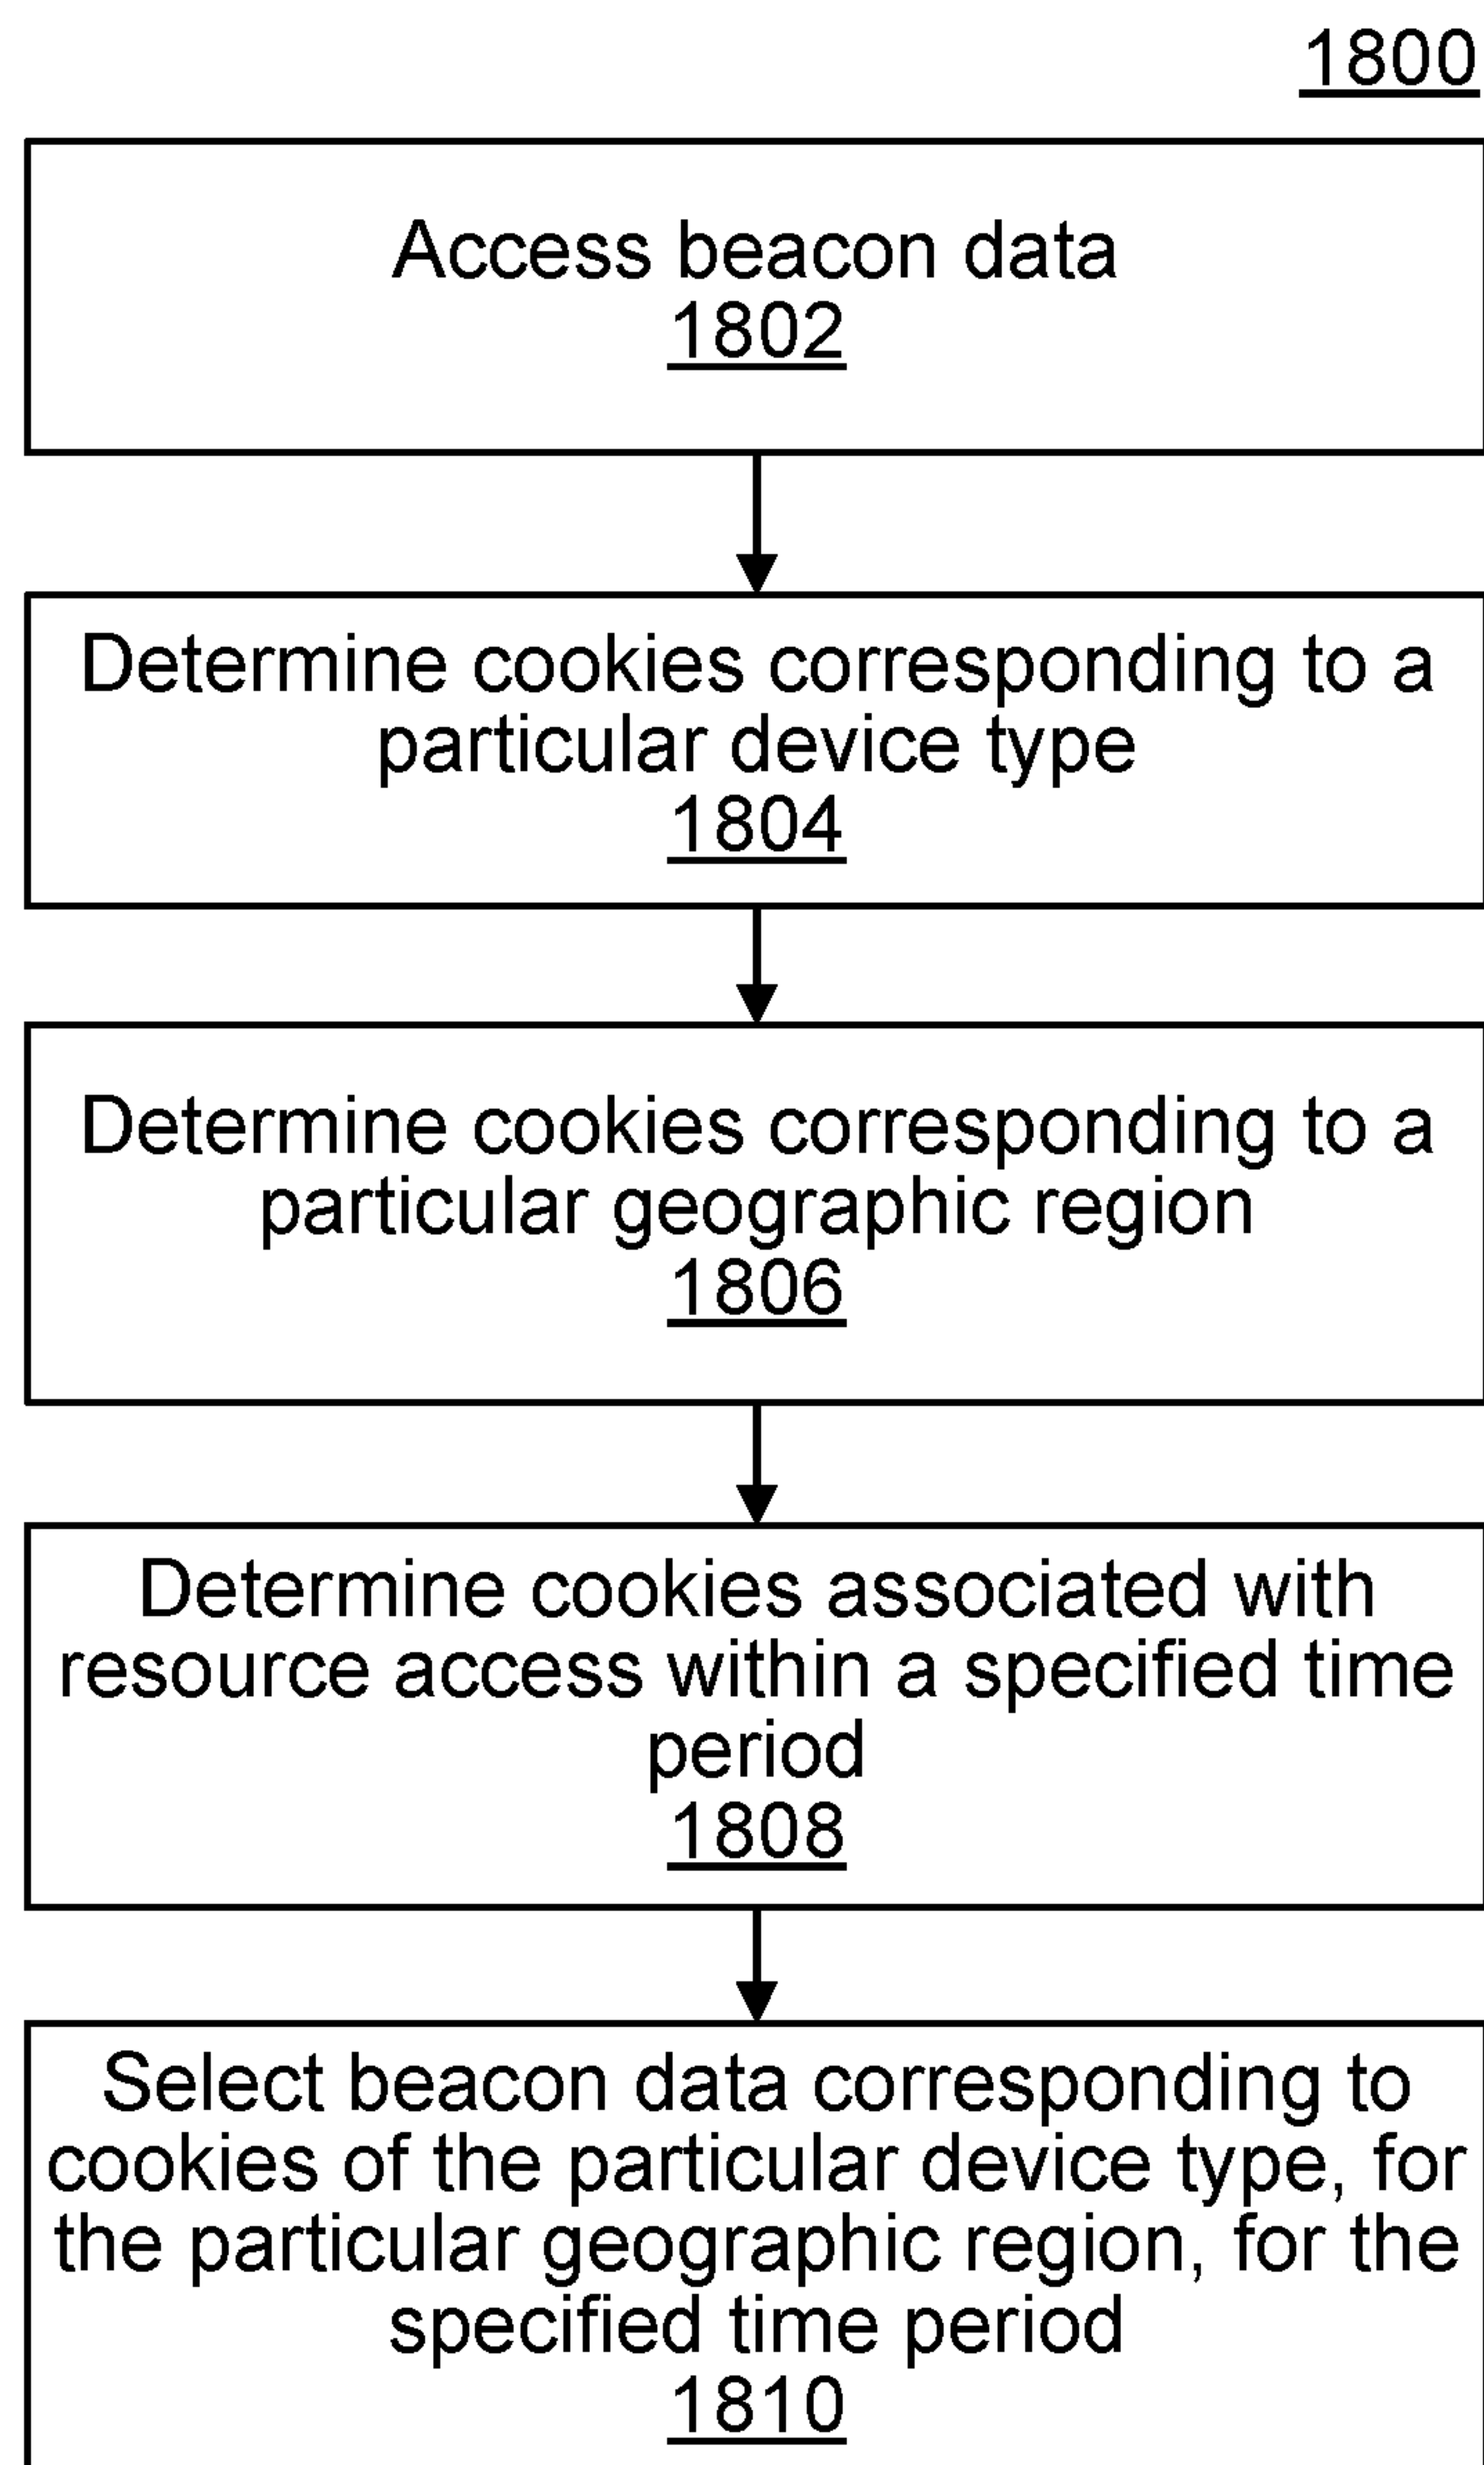 1800
Access beacon data
1802
Determine cookies corresponding to a
particular device type
1804
Determine cookies corresponding to a
particular geographic region
1806
Determine cookies associated with
resource access within a specified time
period
1808
Select beacon data corresponding to
cookies of the particular device type, for
the particular geographic region, for the
specified time period
1810